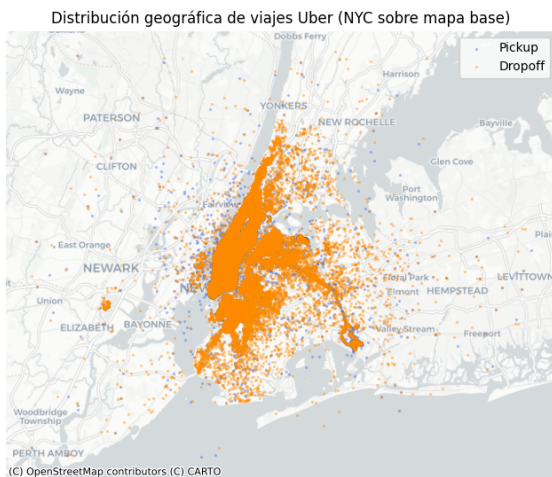 Distribución geográfica de viajes Uber (NYC sobre mapa base)
Pickup
Dropoff
Dobbs Ferry
Harrison
Wayne
YONKERS
PATERSON
NEW ROCHELLE
Bayville
CLIFTON
Glen Cove
Port
Washington
Fairview
East Orange
NEWARK
Floral Park
LEVITTOWN
Union
Elmont
HEMPSTEAD
ELIZABETH
BAYONNE
Valley Stream
Freeport
Woodbridge
Township
PERTH AMBOY
(C) OpenStreetMap contributors (C) CARTO